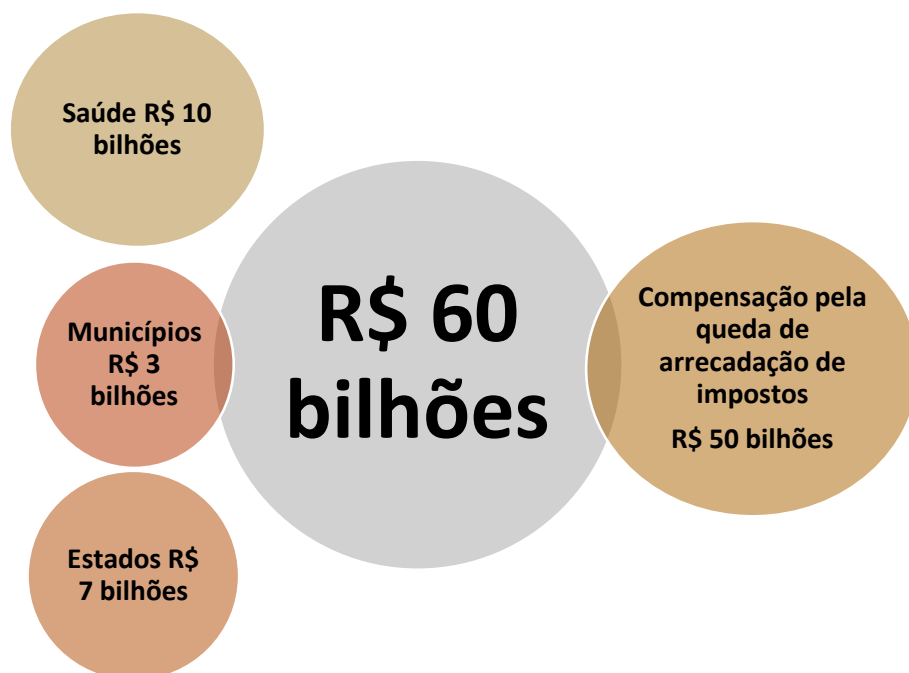 Saúde R$ 10
bilhões
Municípios
R$ 3
bilhões
Estados R$
7 bilhões
R$ 60
bilhões
Compensação pela
queda de
arrecadação de
impostos
R$ 50 bilhões